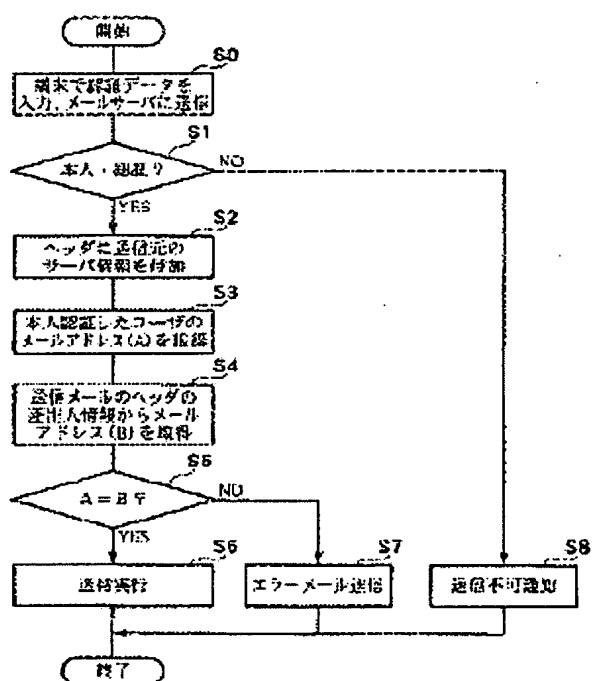 開始
S0
端末で認証データを
入力、メールサーバに送信
S1
本人・認証?
NO
YES
S2
ヘッダに送信元の
サーバ情報を付加
S3
本人認証したユーザの
メールアドレス(A)を取得
S4
送信メールのヘッダの
差出人情報からメール
アドレス(B)を取得
S5
A=B?
NO
YES
S6
送信実行
S7
エラーメール送信
S8
送信不可通知
終了